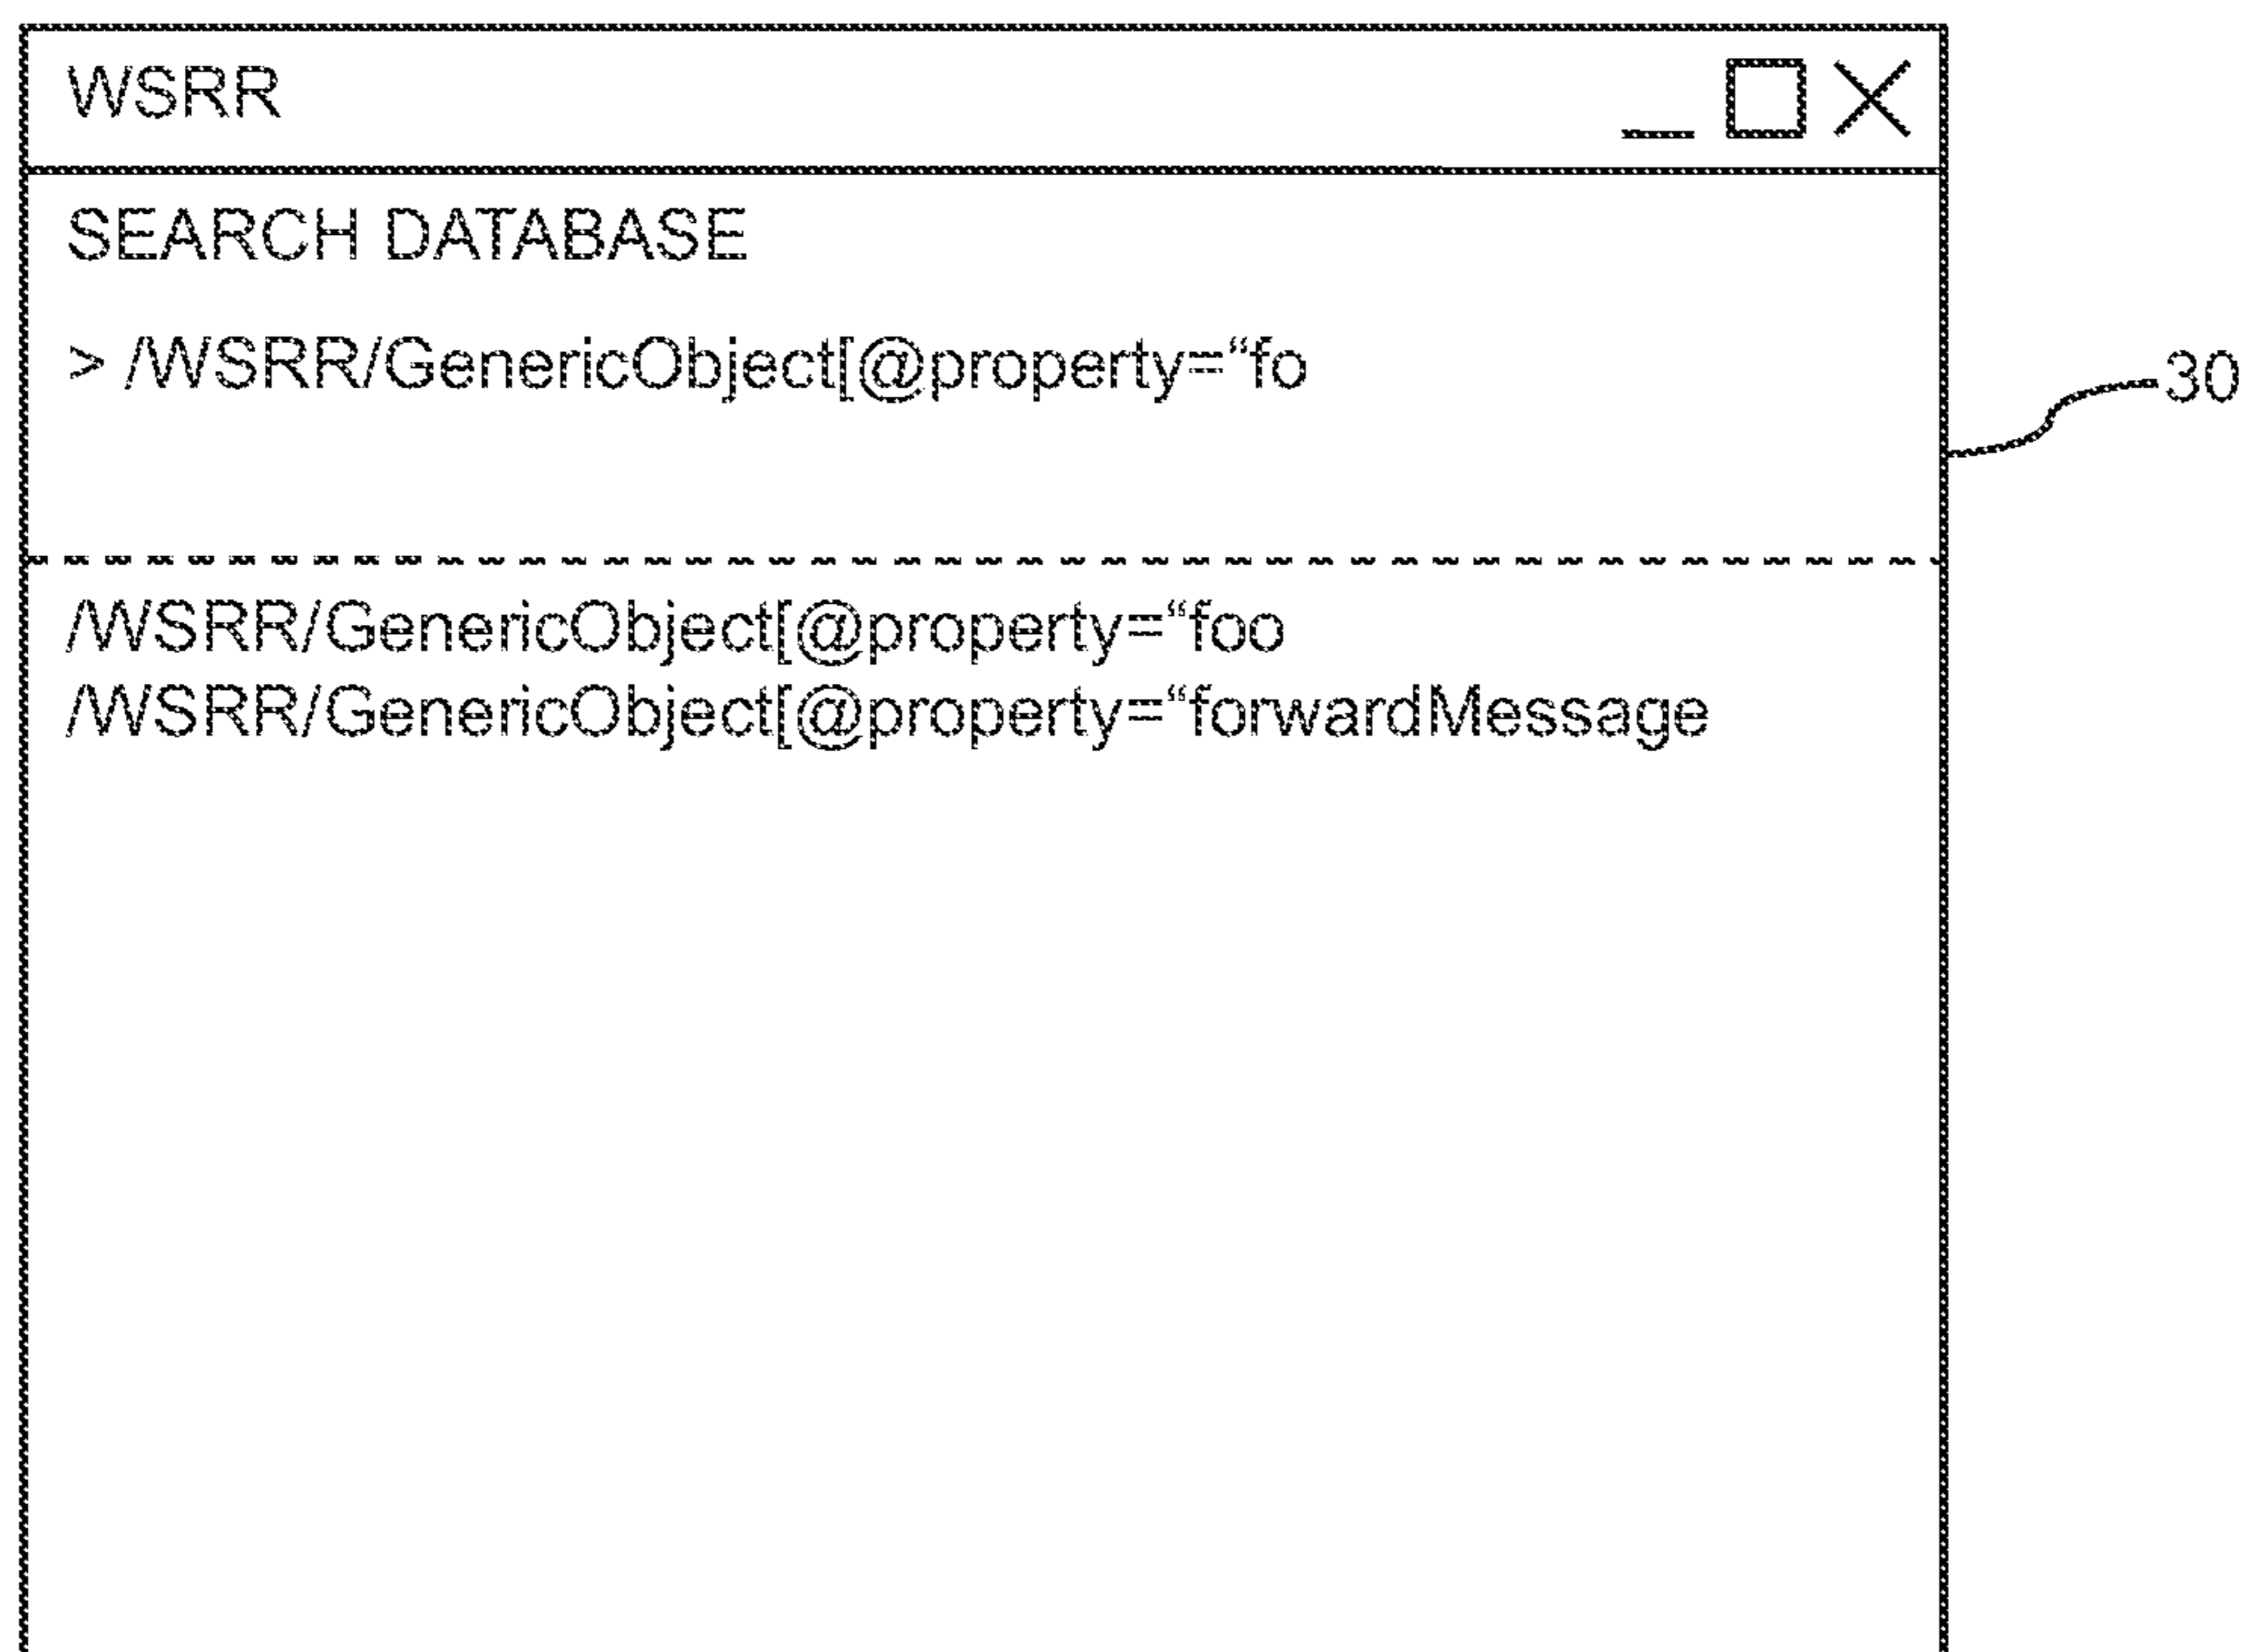 WSRR
SEARCH DATABASE
> /WSRR/GenericObject[@property=“fo
30
/WSRR/GenericObject[@property=“foo
/WSRR/GenericObject[@property=“forwardMessage